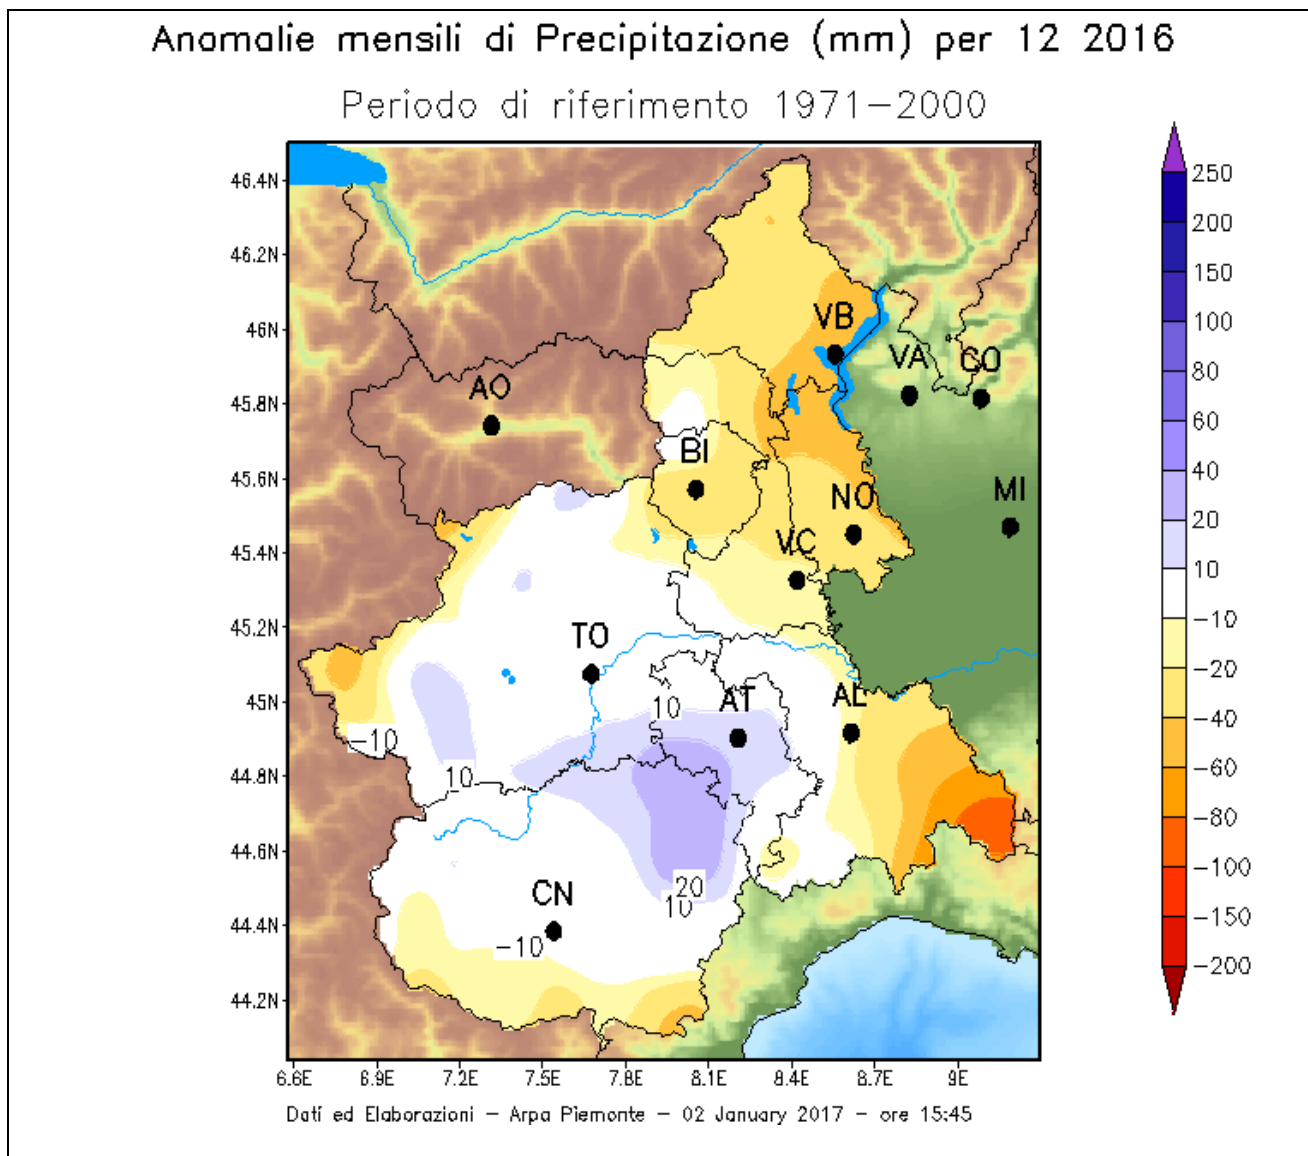 Anomalie mensili di Precipitazione (mm) per 12 2016
Periodo di riferimento 1971-2000
46.4N
46.2N
46N
45.8N
45.6N
45.4N
45.2N
45N
44.8N
44.6N
44.4N
44.2N
VB
VA
CO
AO
BI
NO
MI
VC
TO
AT
AL
CN
10
-10
10
20
10
-10
250
200
150
100
80
60
40
20
10
-10
-20
-40
-60
-80
-100
-150
-200
6.6E 6.9E 7.2E 7.5E 7.8E 8.1E 8.4E 8.7E 9E
Dati ed Elaborazioni - Arpa Piemonte - 02 January 2017 - ore 15:45